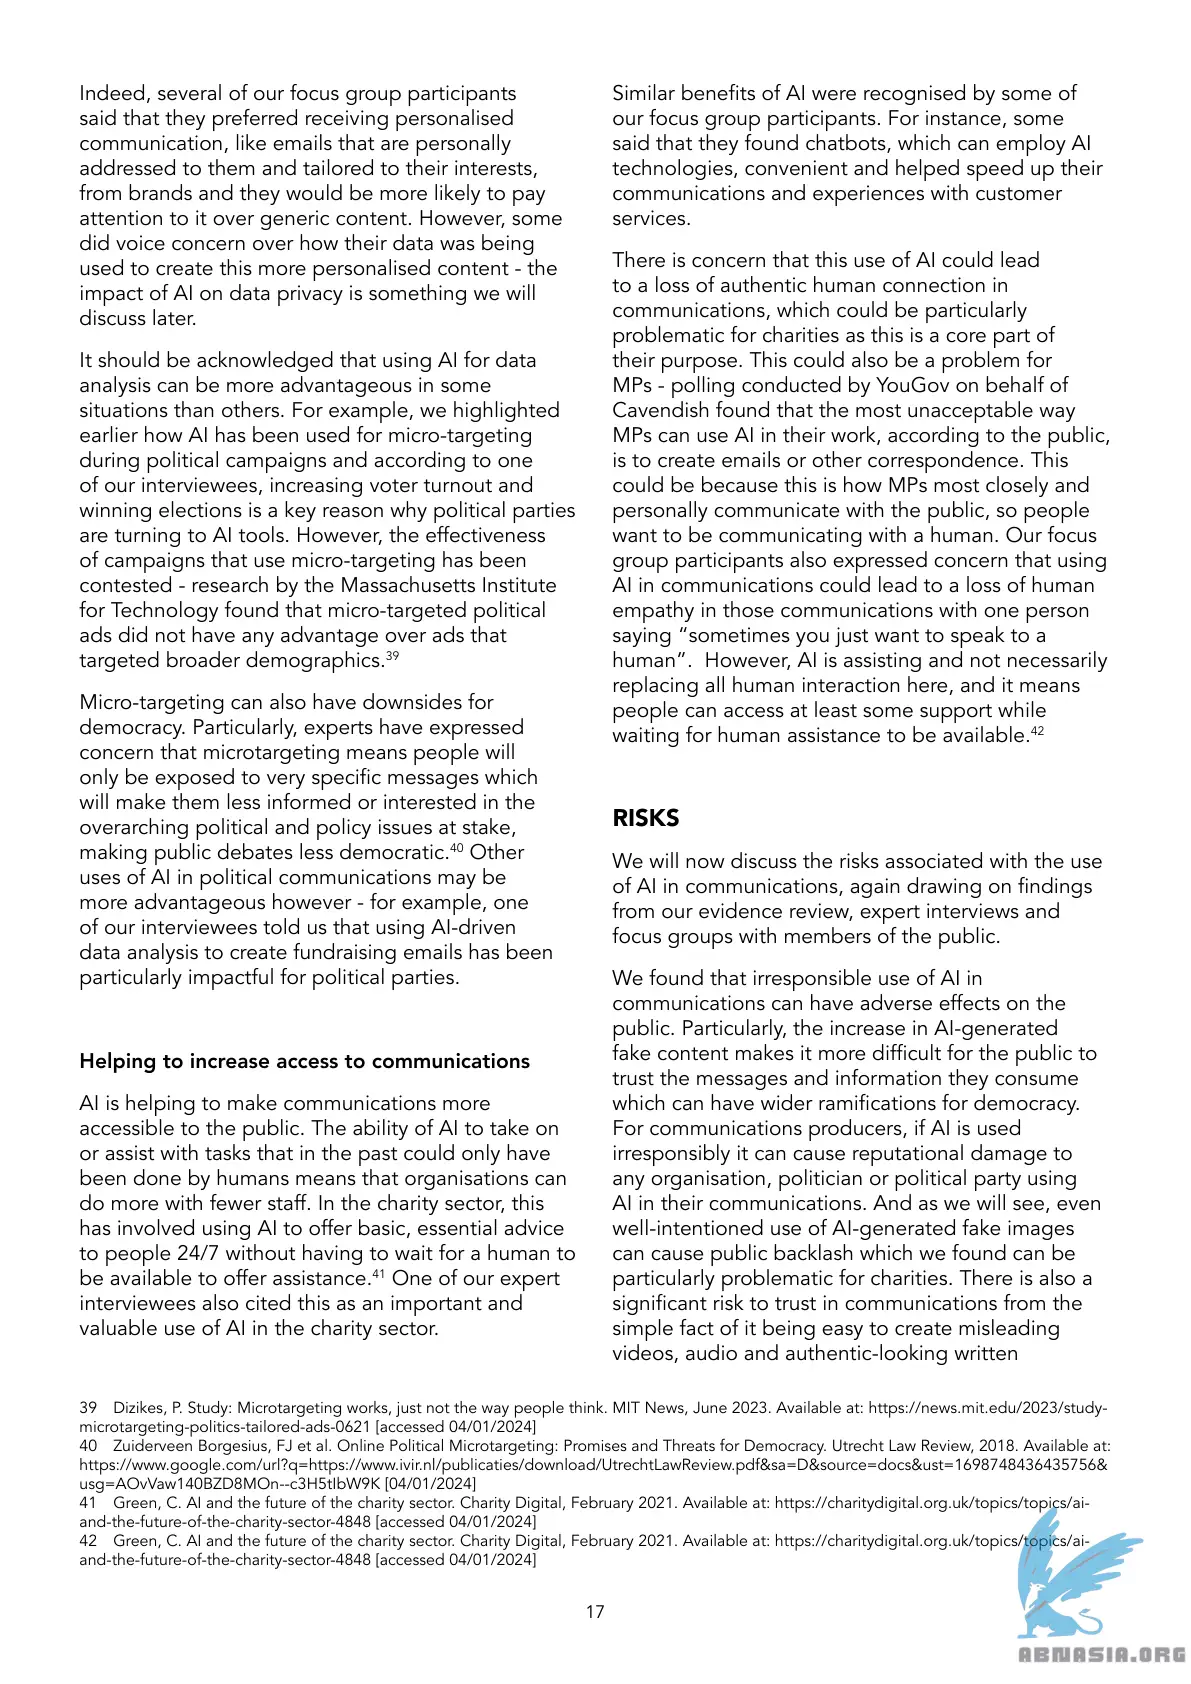 Indeed, several of our focus group participants
said that they preferred receiving personalised
communication, like emails that are personally
addressed to them and tailored to their interests,
from brands and they would be more likely to pay
attention to it over generic content. However, some
did voice concern over how their data was being
used to create this more personalised content - the
impact of AI on data privacy is something we will
discuss later.
It should be acknowledged that using AI for data
analysis can be more advantageous in some
situations than others. For example, we highlighted
earlier how AI has been used for micro-targeting
during political campaigns and according to one
of our interviewees, increasing voter turnout and
winning elections is a key reason why political parties
are turning to AI tools. However, the effectiveness
of campaigns that use micro-targeting has been
contested - research by the Massachusetts Institute
for Technology found that micro-targeted political
ads did not have any advantage over ads that
targeted broader demographics.39
Micro-targeting can also have downsides for
democracy. Particularly, experts have expressed
concern that microtargeting means people will
only be exposed to very specific messages which
will make them less informed or interested in the
overarching political and policy issues at stake,
making public debates less democratic.40 Other
uses of AI in political communications may be
more advantageous however - for example, one
of our interviewees told us that using AI-driven
data analysis to create fundraising emails has been
particularly impactful for political parties.
Helping to increase access to communications
AI is helping to make communications more
accessible to the public. The ability of AI to take on
or assist with tasks that in the past could only have
been done by humans means that organisations can
do more with fewer staff. In the charity sector, this
has involved using AI to offer basic, essential advice
to people 24/7 without having to wait for a human to
be available to offer assistance.41 One of our expert
interviewees also cited this as an important and
valuable use of AI in the charity sector.
Similar benefits of AI were recognised by some of
our focus group participants. For instance, some
said that they found chatbots, which can employ AI
technologies, convenient and helped speed up their
communications and experiences with customer
services.
There is concern that this use of AI could lead
to a loss of authentic human connection in
communications, which could be particularly
problematic for charities as this is a core part of
their purpose. This could also be a problem for
MPs - polling conducted by YouGov on behalf of
Cavendish found that the most unacceptable way
MPs can use AI in their work, according to the public,
is to create emails or other correspondence. This
could be because this is how MPs most closely and
personally communicate with the public, so people
want to be communicating with a human. Our focus
group participants also expressed concern that using
AI in communications could lead to a loss of human
empathy in those communications with one person
saying “sometimes you just want to speak to a
human”.  However, AI is assisting and not necessarily
replacing all human interaction here, and it means
people can access at least some support while
waiting for human assistance to be available.42
RISKS
We will now discuss the risks associated with the use
of AI in communications, again drawing on findings
from our evidence review, expert interviews and
focus groups with members of the public.
We found that irresponsible use of AI in
communications can have adverse effects on the
public. Particularly, the increase in AI-generated
fake content makes it more difficult for the public to
trust the messages and information they consume
which can have wider ramifications for democracy.
For communications producers, if AI is used
irresponsibly it can cause reputational damage to
any organisation, politician or political party using
AI in their communications. And as we will see, even
well-intentioned use of AI-generated fake images
can cause public backlash which we found can be
particularly problematic for charities. There is also a
significant risk to trust in communications from the
simple fact of it being easy to create misleading
videos, audio and authentic-looking written
39 Dizikes, P. Study: Microtargeting works, just not the way people think. MIT News, June 2023. Available at: https://news.mit.edu/2023/study-
microtargeting-politics-tailored-ads-0621 [accessed 04/01/2024]
40 Zuiderveen Borgesius, FJ et al. Online Political Microtargeting: Promises and Threats for Democracy. Utrecht Law Review, 2018. Available at:
https://www.google.com/url?q=https://www.ivir.nl/publicaties/download/UtrechtLawReview.pdf&sa=D&source=docs&ust=1698748436435756&
usg=AOvVaw140BZD8MOn--c3H5tIbW9K [04/01/2024]
41 Green, C. AI and the future of the charity sector. Charity Digital, February 2021. Available at: https://charitydigital.org.uk/topics/topics/ai-
and-the-future-of-the-charity-sector-4848 [accessed 04/01/2024]
42 Green, C. AI and the future of the charity sector. Charity Digital, February 2021. Available at: https://charitydigital.org.uk/topics/topics/ai-
and-the-future-of-the-charity-sector-4848 [accessed 04/01/2024]
17
ABNASIA.ORG